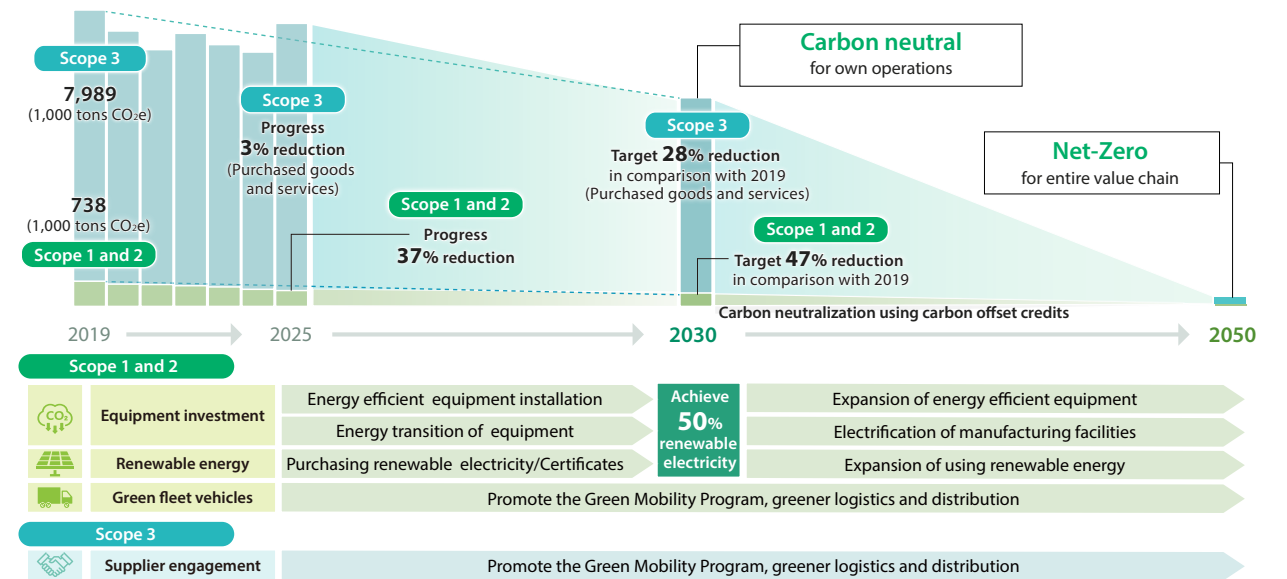 Scope 3
7,989
(1,000 tons CO₂e)
738
(1,000 tons CO₂e)
Scope 1 and 2
Scope 3
Progress
3% reduction
(Purchased goods
and services)
Scope 1 and 2
Progress
37% reduction
Carbon neutral
for own operations
Scope 3
Target 28% reduction
in comparison with 2019
(Purchased goods and services)
Scope 1 and 2
Target 47% reduction
in comparison with 2019
Net-Zero
for entire value chain
Carbon neutralization using carbon offset credits
2019
2025
2030
2050
Scope 1 and 2
CO₂
Equipment investment
Energy efficient equipment installation
Energy transition of equipment
Achieve
50%
renewable
electricity
Expansion of energy efficient equipment
Electrification of manufacturing facilities
Renewable energy
Purchasing renewable electricity/Certificates
Expansion of using renewable energy
Green fleet vehicles
Promote the Green Mobility Program, greener logistics and distribution
Scope 3
Supplier engagement
Promote the Green Mobility Program, greener logistics and distribution